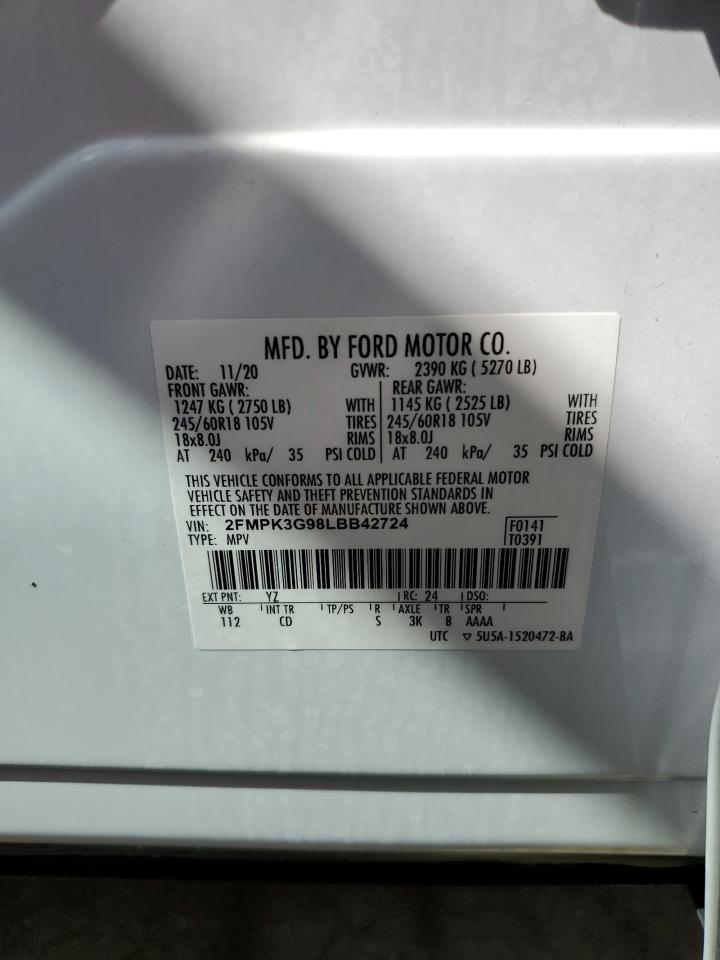 MFD. BY FORD MOTOR CO.
DATE: 11/20 GVWR: 2390 KG ( 5270 LB)
FRONT GAWR: REAR GAWR:
1247 KG ( 2750 LB) WITH 1145 KG ( 2525 LB) WITH
245/60R18 105V TIRES 245/60R18 105V TIRES
18x8.0J RIMS 18x8.0J RIMS
AT 240 kPa/ 35 PSI COLD AT 240 kPa/ 35 PSI COLD
THIS VEHICLE CONFORMS TO ALL APPLICABLE FEDERAL MOTOR
VEHICLE SAFETY AND THEFT PREVENTION STANDARDS IN
EFFECT ON THE DATE OF MANUFACTURE SHOWN ABOVE.
VIN: 2FMPK3G98LBB42724 F0141
TYPE: MPV T0391
EXT PNT: YZ RC: 24 DSO:
WB INT TR TP/PS R AXLE TR SPR
112 CD S 3K 8 AAAA
UTC ▽ 5U5A-1520472-BA